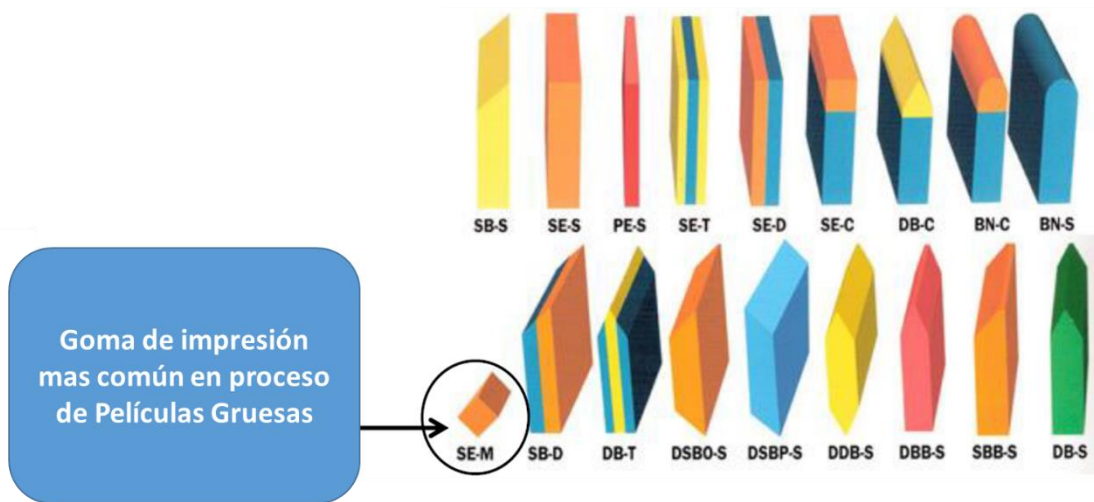 SB-S SE-S PE-S SE-T SE-D SE-C DB-C BN-C BN-S
Goma de impresión
mas común en proceso
de Películas Gruesas
SE-M SB-D DB-T DSBO-S DSBP-S DDB-S DBB-S SBB-S DB-S